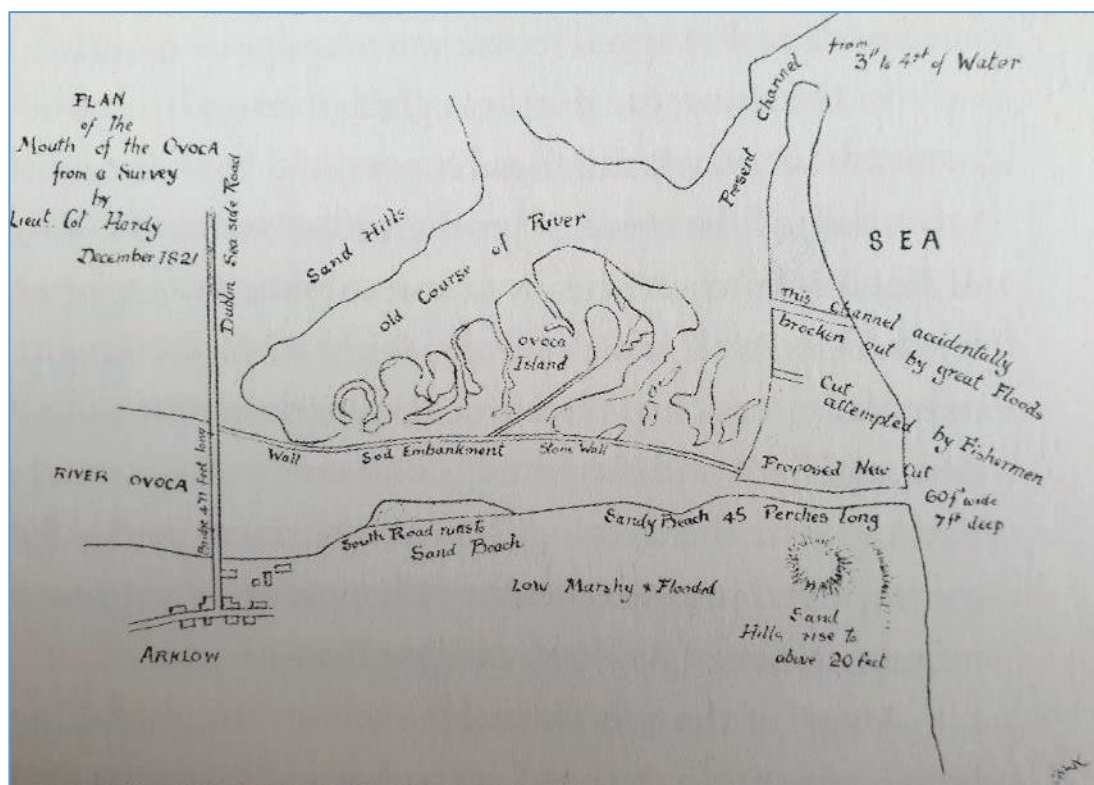 PLAN
of the
Mouth of the OVOCA
from a Survey
by
Lieut. Col Hardy
December 1821
Dublin Sea side Road
Bridge 471 Feet long
RIVER OVOCA
ARKLOW
Sand Hills
Old Course of River
OVOCA
Island
Present Channel
from
3ft to 4ft of Water
SEA
This Channel accidentally
brocken out by great Floods
Cut
attempted by Fishermen
Proposed New Cut
60ft wide
7ft deep
Wall
Sod Embankment
Stone Wall
South Road runs to
Sand Beach
Sandy Beach 45 Perches long
Low Marshy & Flooded
Sand
Hills rise to
above 20 feet